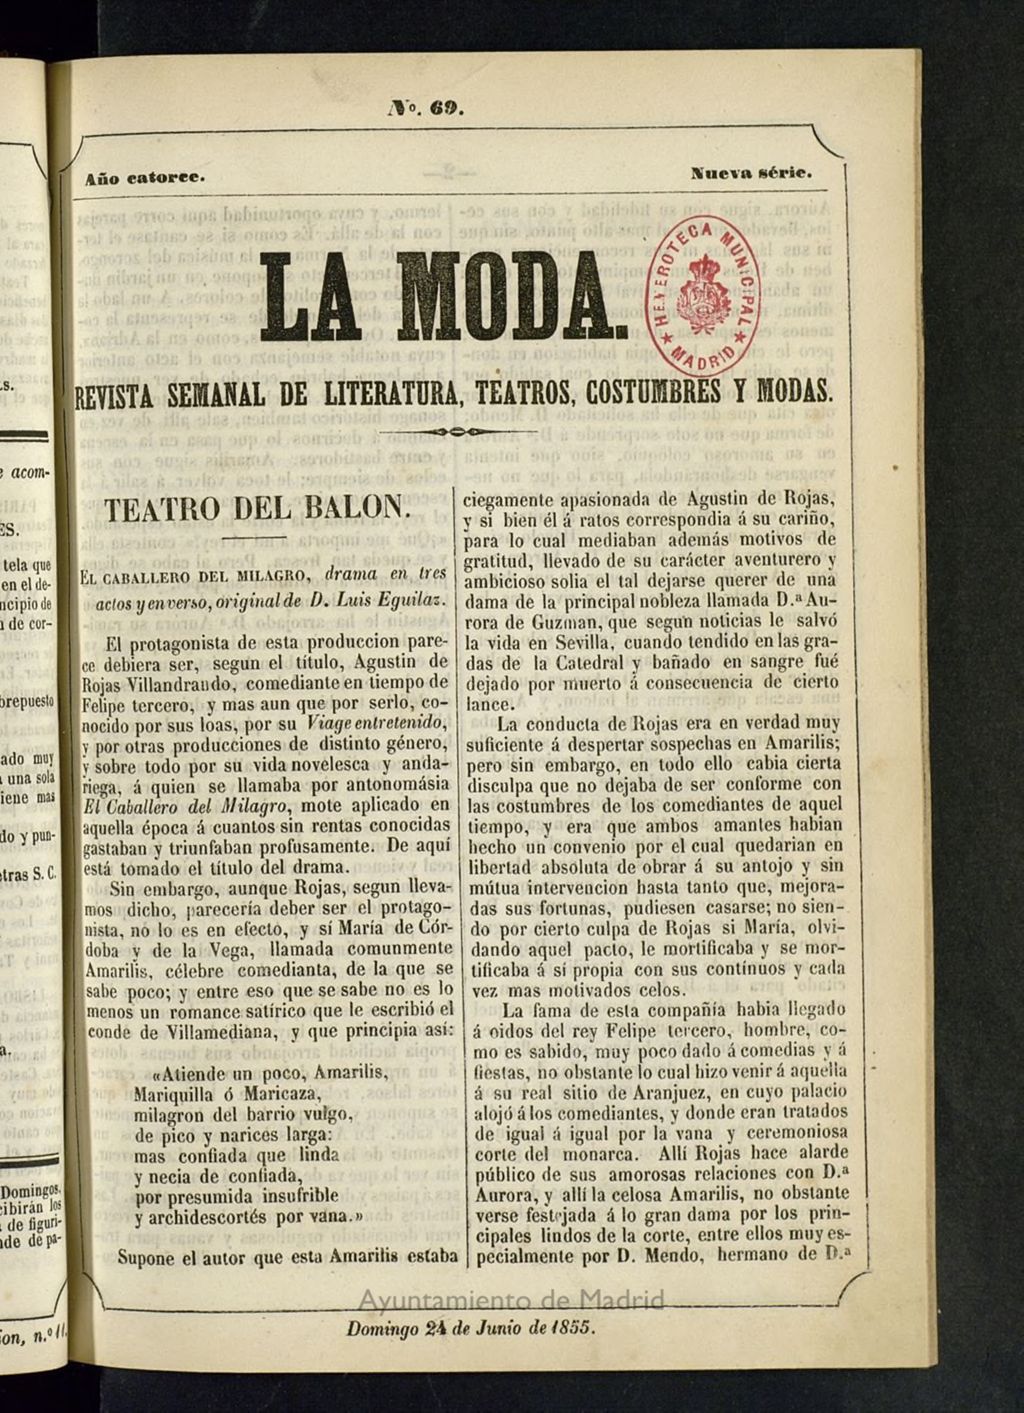 Nº. 69.
Año catorce.
Nueva série.
LA MODA.
HEMEROTECA MUNICIPAL
MADRID
REVISTA SEMANAL DE LITERATURA, TEATROS, COSTUMBRES Y MODAS.
TEATRO DEL BALON.
EL CABALLERO DEL MILAGRO, drama en tres
actos y en verso, original de D. Luis Eguilaz.
El protagonista de esta produccion pare-
ce debiera ser, segun el título, Agustin de
Rojas Villandrando, comediante en tiempo de
Felipe tercero, y mas aun que por serlo, co-
nocido por sus loas, por su Viage entretenido,
y por otras producciones de distinto género,
y sobre todo por su vida novelesca y anda-
riega, á quien se llamaba por antonomásia
El Caballero del Milagro, mote aplicado en
aquella época á cuantos sin rentas conocidas
gastaban y triunfaban profusamente. De aquí
está tomado el título del drama.
Sin embargo, aunque Rojas, segun lleva-
mos dicho, parecería deber ser el protago-
nista, no lo es en efecto, y sí María de Cór-
doba y de la Vega, llamada comunmente
Amarilis, célebre comedianta, de la que se
sabe poco; y entre eso que se sabe no es lo
menos un romance satírico que le escribió el
conde de Villamediana, y que principia así:
«Atiende un poco, Amarilis,
Mariquilla ó Maricaza,
milagron del barrio vulgo,
de pico y narices larga:
mas confiada que linda
y necia de confiada,
por presumida insufrible
y archidescortés por vana.»
Supone el autor que esta Amarilis estaba
ciegamente apasionada de Agustin de Rojas,
y si bien él á ratos correspondia á su cariño,
para lo cual mediaban además motivos de
gratitud, llevado de su carácter aventurero y
ambicioso solia el tal dejarse querer de una
dama de la principal nobleza llamada D.ª Au-
rora de Guzman, que segun noticias le salvó
la vida en Sevilla, cuando tendido en las gra-
das de la Catedral y bañado en sangre fué
dejado por muerto á consecuencia de cierto
lance.
La conducta de Rojas era en verdad muy
suficiente á despertar sospechas en Amarilis;
pero sin embargo, en todo ello cabia cierta
disculpa que no dejaba de ser conforme con
las costumbres de los comediantes de aquel
tiempo, y era que ambos amantes habian
hecho un convenio por el cual quedarian en
libertad absoluta de obrar á su antojo y sin
mútua intervencion hasta tanto que, mejora-
das sus fortunas, pudiesen casarse; no sien-
do por cierto culpa de Rojas si María, olvi-
dando aquel pacto, le mortificaba y se mor-
tificaba á sí propia con sus contínuos y cada
vez mas motivados celos.
La fama de esta compañía habia llegado
á oidos del rey Felipe tercero, hombre, co-
mo es sabido, muy poco dado á comedias y á
fiestas, no obstante lo cual hizo venir á aquella
á su real sitio de Aranjuez, en cuyo palacio
alojó á los comediantes, y donde eran tratados
de igual á igual por la vana y ceremoniosa
corte del monarca. Allí Rojas hace alarde
público de sus amorosas relaciones con D.ª
Aurora, y allí la celosa Amarilis, no obstante
verse festejada á lo gran dama por los prin-
cipales lindos de la corte, entre ellos muy es-
pecialmente por D. Mendo, hermano de D.ª
Ayuntamiento de Madrid
Domingo 24 de Junio de 1855.